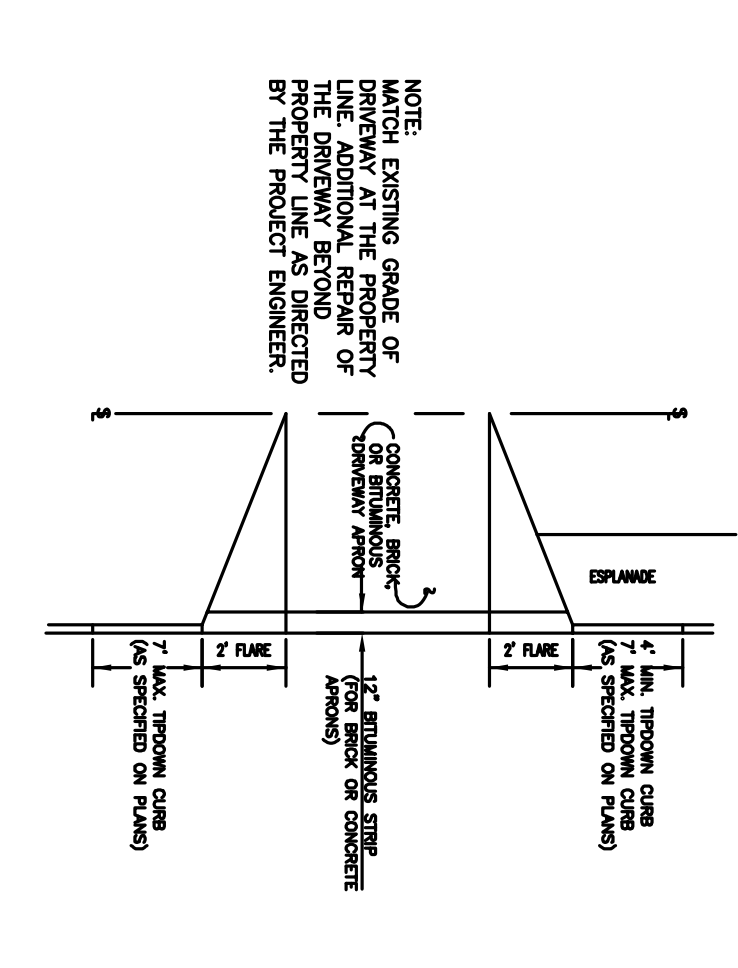 NOTE:
MATCH EXISTING GRADE OF
DRIVEWAY AT THE PROPERTY
LINE. ADDITIONAL REPAIR OF
THE DRIVEWAY BEYOND
PROPERTY LINE AS DIRECTED
BY THE PROJECT ENGINEER.
CONCRETE, BRICK,
OR BITUMINOUS
DRIVEWAY APRON
ESPLANADE
2' FLARE
2' FLARE
4' MIN. TIPDOWN CURB
7' MAX. TIPDOWN CURB
(AS SPECIFIED ON PLANS)
12" BITUMINOUS STRIP
(FOR BRICK OR CONCRETE
APRONS)
7' MAX. TIPDOWN CURB
(AS SPECIFIED ON PLANS)